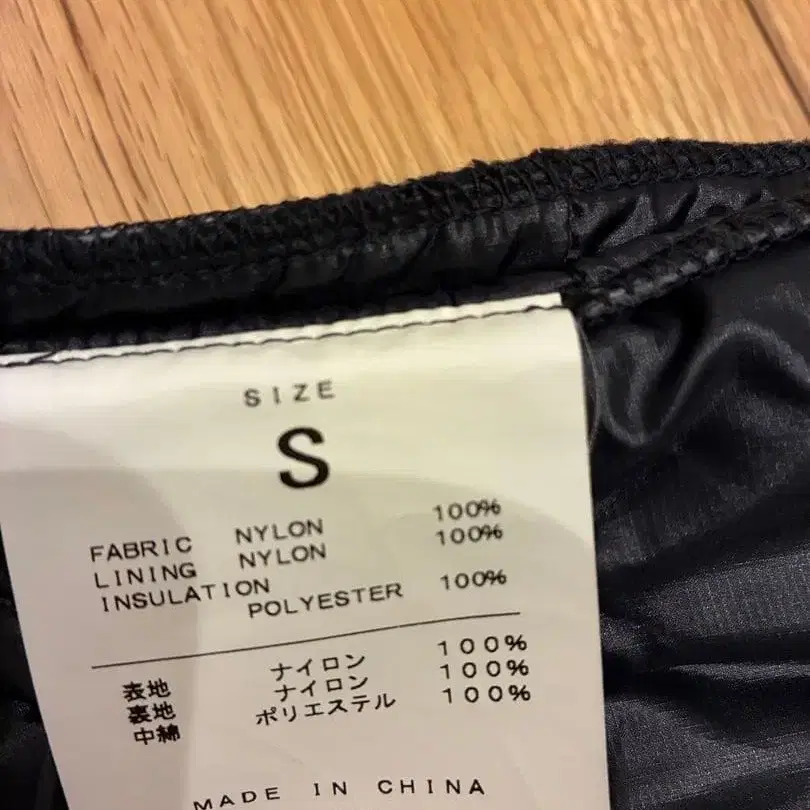 SIZE
S
FABRIC NYLON 100%
LINING NYLON 100%
INSULATION
POLYESTER 100%
表地 ナイロン 100%
裏地 ナイロン 100%
中綿 ポリエステル 100%
MADE IN CHINA